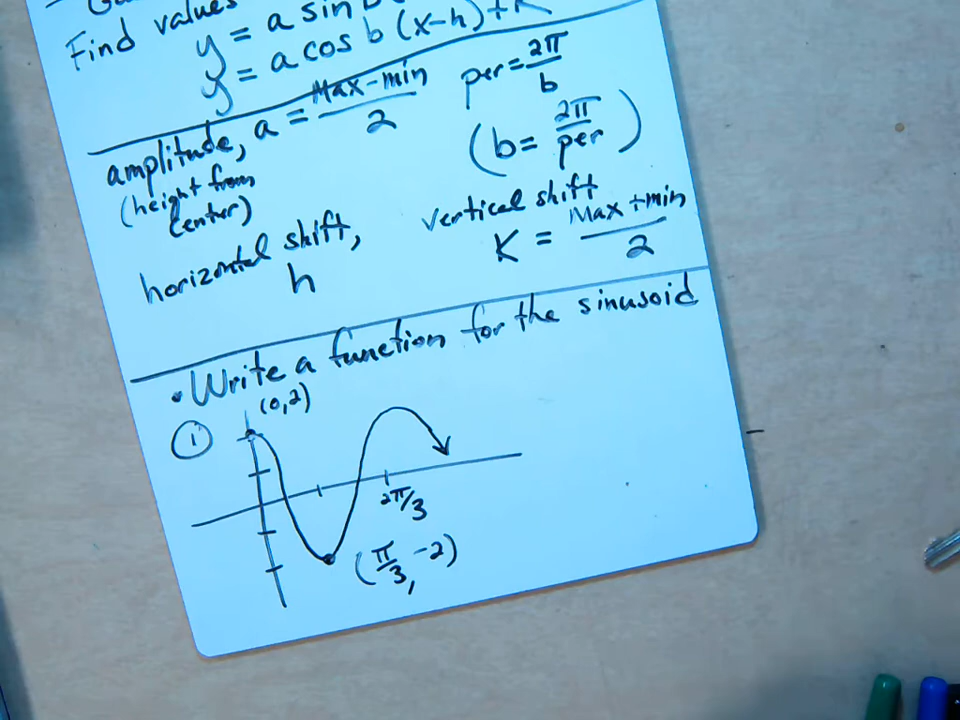 Find values
y = a sin b
y = a cos b (x-h)+K
amplitude, a = Max-min / 2
(height from center)
per = 2π / b
(b = 2π / per)
horizontal shift, h
vertical shift
K = Max+min / 2
• Write a function for the sinusoid
① (0,2)
2π/3
(π/3, -2)